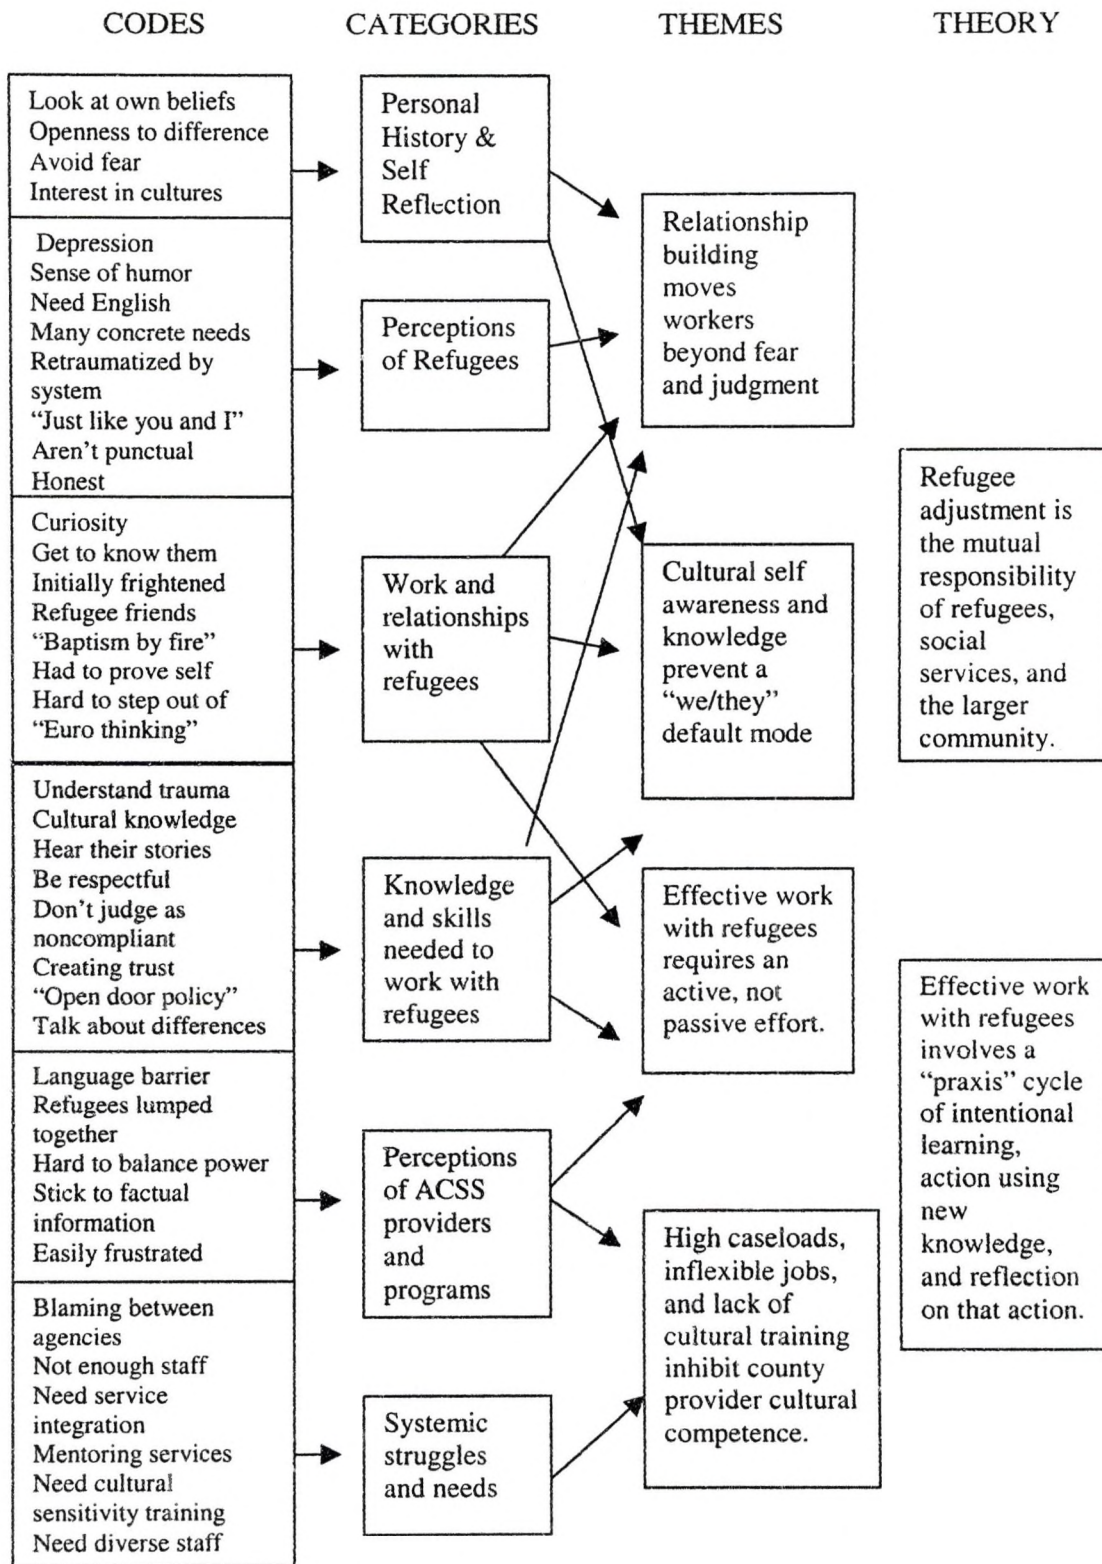 CODES
CATEGORIES
THEMES
THEORY
Look at own beliefs
Openness to difference
Avoid fear
Interest in cultures
Depression
Sense of humor
Need English
Many concrete needs
Retraumatized by
system
“Just like you and I”
Aren’t punctual
Honest
Curiosity
Get to know them
Initially frightened
Refugee friends
“Baptism by fire”
Had to prove self
Hard to step out of
“Euro thinking”
Understand trauma
Cultural knowledge
Hear their stories
Be respectful
Don’t judge as
noncompliant
Creating trust
“Open door policy”
Talk about differences
Language barrier
Refugees lumped
together
Hard to balance power
Stick to factual
information
Easily frustrated
Blaming between
agencies
Not enough staff
Need service
integration
Mentoring services
Need cultural
sensitivity training
Need diverse staff
Personal
History &
Self
Reflection
Perceptions
of Refugees
Work and
relationships
with
refugees
Knowledge
and skills
needed to
work with
refugees
Perceptions
of ACSS
providers
and
programs
Systemic
struggles
and needs
Relationship
building
moves
workers
beyond fear
and judgment
Cultural self
awareness and
knowledge
prevent a
“we/they”
default mode
Effective work
with refugees
requires an
active, not
passive effort.
High caseloads,
inflexible jobs,
and lack of
cultural training
inhibit county
provider cultural
competence.
Refugee
adjustment is
the mutual
responsibility
of refugees,
social
services, and
the larger
community.
Effective work
with refugees
involves a
“praxis” cycle
of intentional
learning,
action using
new
knowledge,
and reflection
on that action.